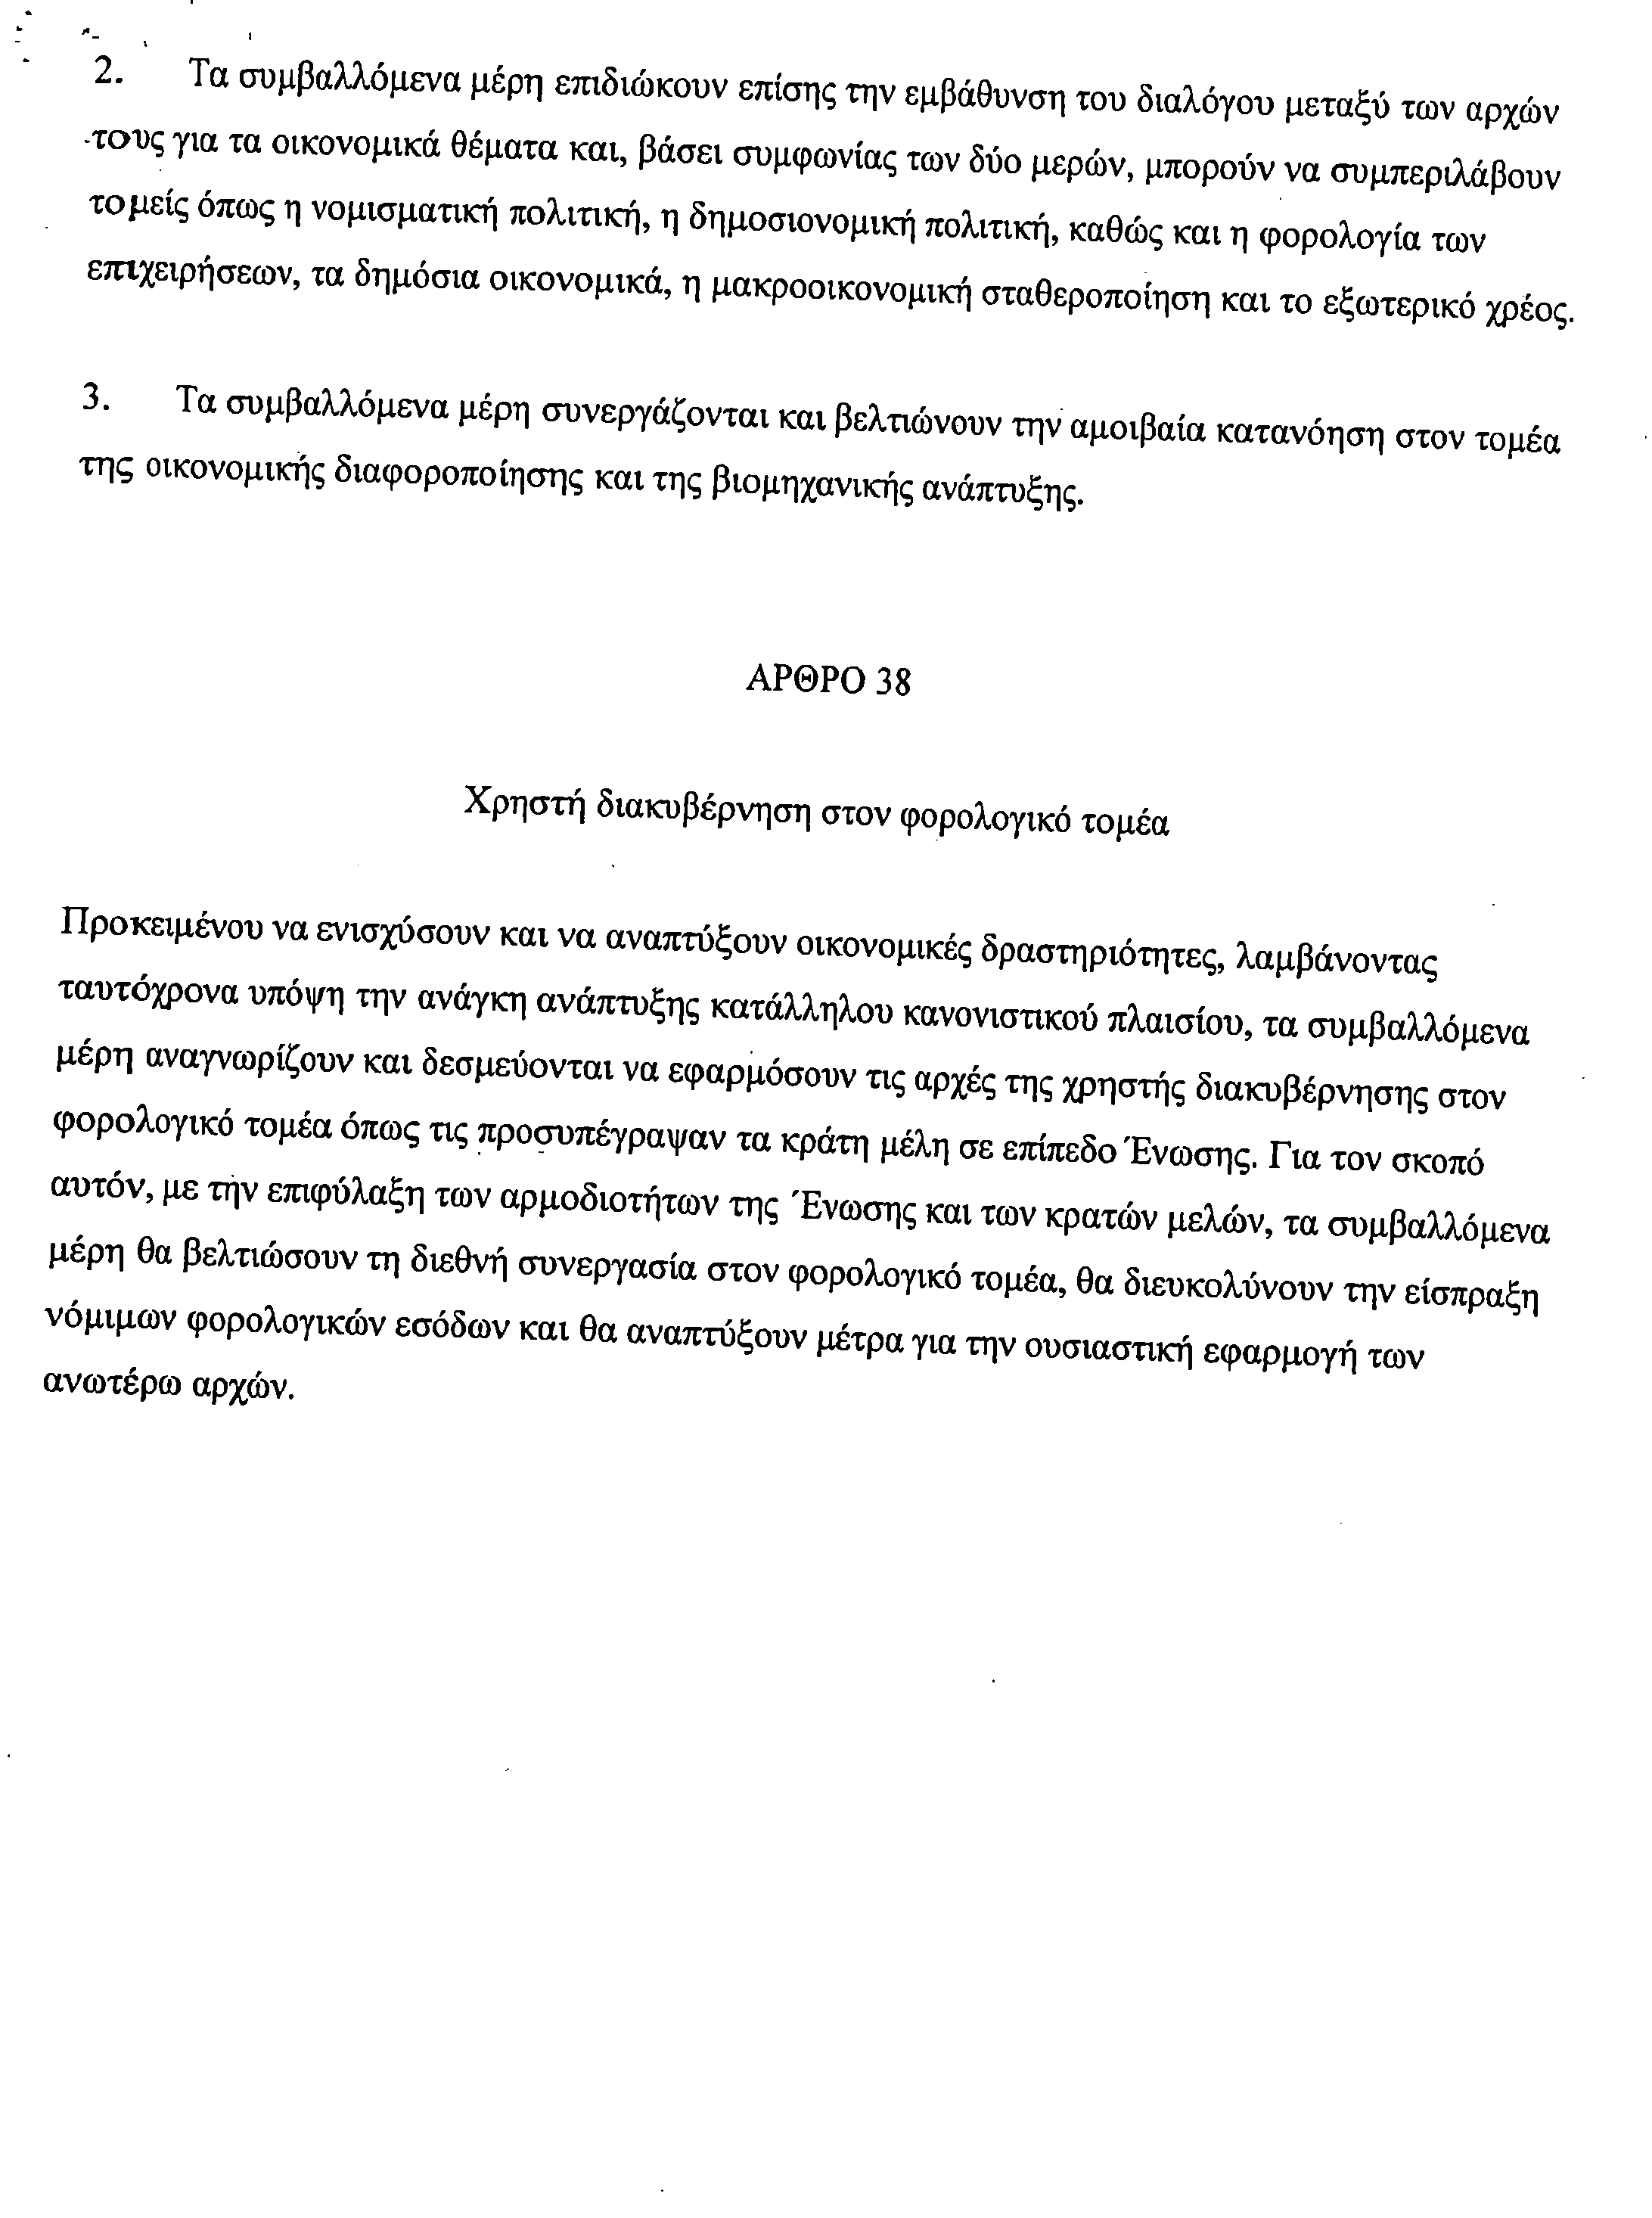 2. Τα συμβαλλόμενα μέρη επιδιώκουν επίσης την εμβάθυνση του διαλόγου μεταξύ των αρχών
τους για τα οικονομικά θέματα και, βάσει συμφωνίας των δύο μερών, μπορούν να συμπεριλάβουν
τομείς όπως η νομισματική πολιτική, η δημοσιονομική πολιτική, καθώς και η φορολογία των
επιχειρήσεων, τα δημόσια οικονομικά, η μακροοικονομική σταθεροποίηση και το εξωτερικό χρέος.
3. Τα συμβαλλόμενα μέρη συνεργάζονται και βελτιώνουν την αμοιβαία κατανόηση στον τομέα
της οικονομικής διαφοροποίησης και της βιομηχανικής ανάπτυξης.
ΑΡΘΡΟ 38
Χρηστή διακυβέρνηση στον φορολογικό τομέα
Προκειμένου να ενισχύσουν και να αναπτύξουν οικονομικές δραστηριότητες, λαμβάνοντας
ταυτόχρονα υπόψη την ανάγκη ανάπτυξης κατάλληλου κανονιστικού πλαισίου, τα συμβαλλόμενα
μέρη αναγνωρίζουν και δεσμεύονται να εφαρμόσουν τις αρχές της χρηστής διακυβέρνησης στον
φορολογικό τομέα όπως τις προσυπέγραψαν τα κράτη μέλη σε επίπεδο Ένωσης. Για τον σκοπό
αυτόν, με την επιφύλαξη των αρμοδιοτήτων της Ένωσης και των κρατών μελών, τα συμβαλλόμενα
μέρη θα βελτιώσουν τη διεθνή συνεργασία στον φορολογικό τομέα, θα διευκολύνουν την είσπραξη
νόμιμων φορολογικών εσόδων και θα αναπτύξουν μέτρα για την ουσιαστική εφαρμογή των
ανωτέρω αρχών.